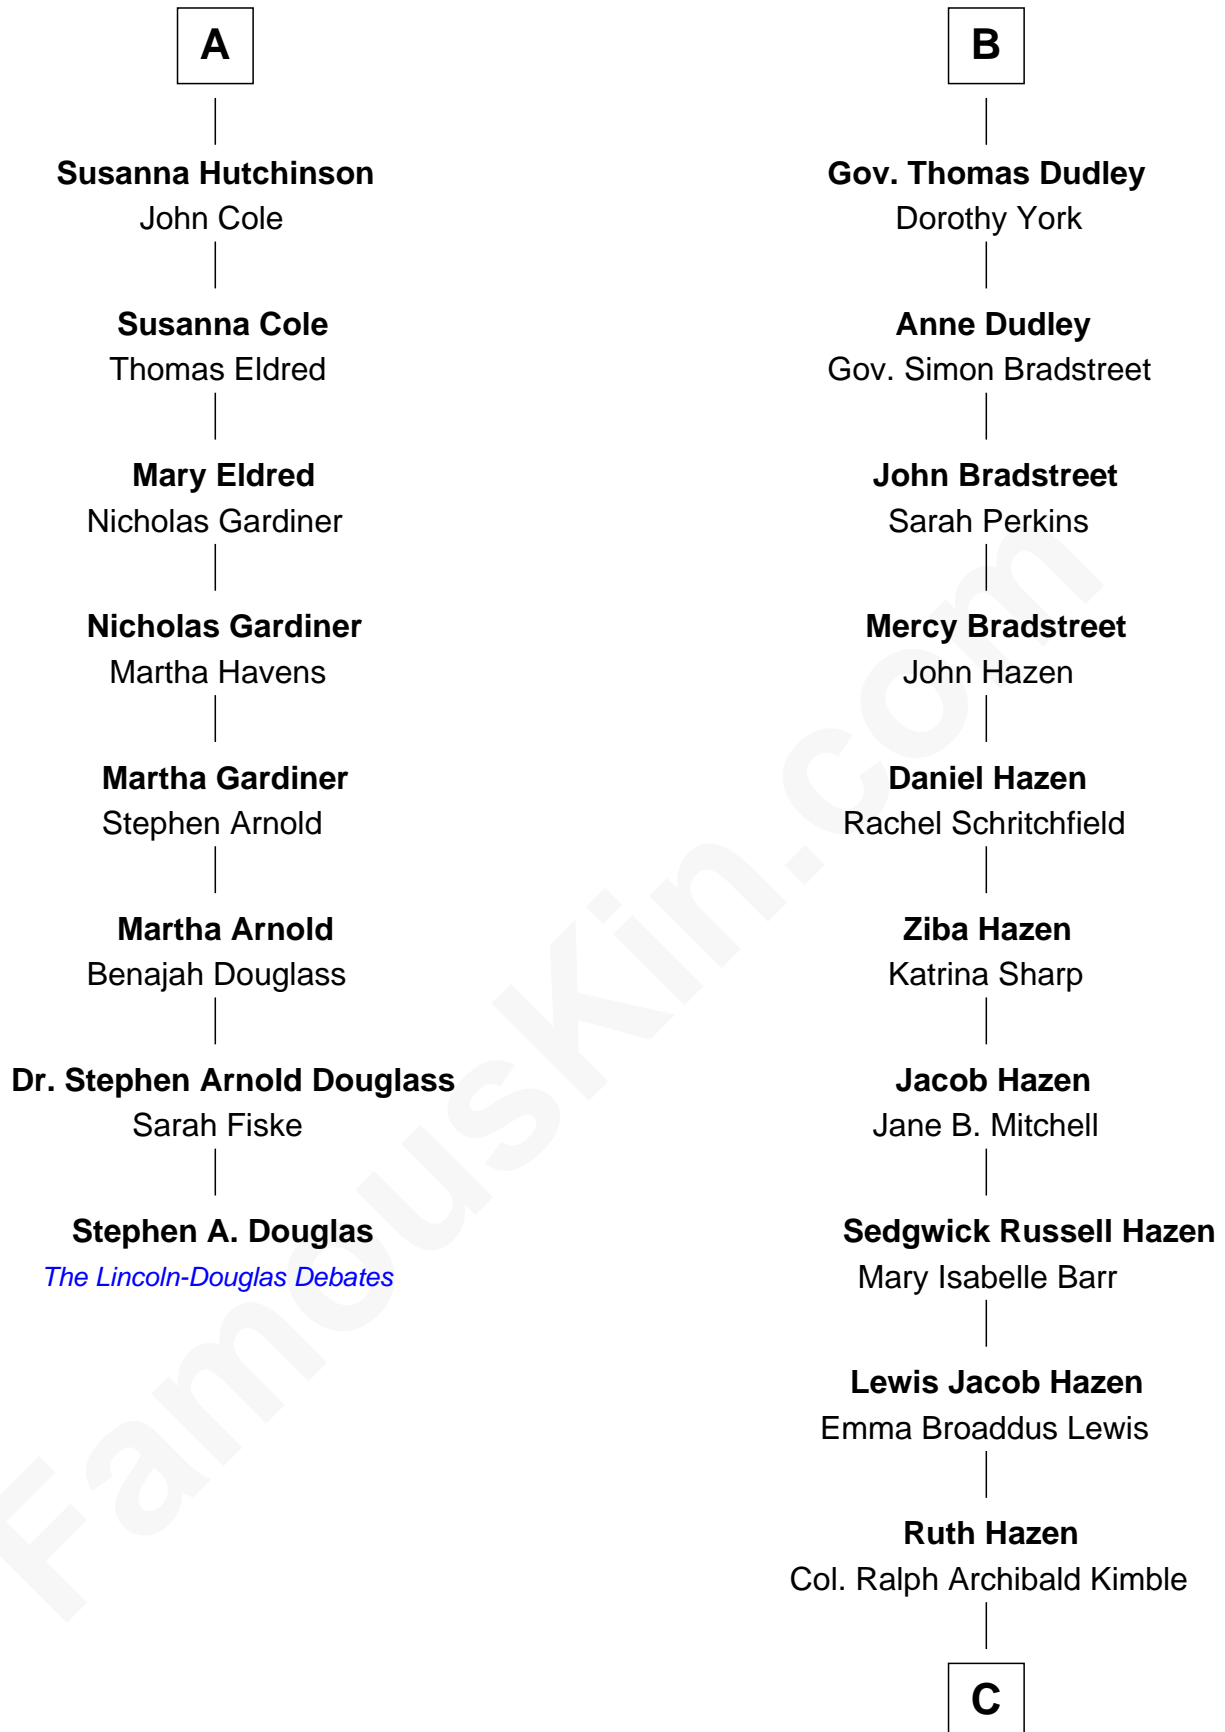 A
Susanna Hutchinson
John Cole
Susanna Cole
Thomas Eldred
Mary Eldred
Nicholas Gardiner
Nicholas Gardiner
Martha Havens
Martha Gardiner
Stephen Arnold
Martha Arnold
Benajah Douglass
Dr. Stephen Arnold Douglass
Sarah Fiske
Stephen A. Douglas
The Lincoln-Douglas Debates
B
Gov. Thomas Dudley
Dorothy York
Anne Dudley
Gov. Simon Bradstreet
John Bradstreet
Sarah Perkins
Mercy Bradstreet
John Hazen
Daniel Hazen
Rachel Schritchfield
Ziba Hazen
Katrina Sharp
Jacob Hazen
Jane B. Mitchell
Sedgwick Russell Hazen
Mary Isabelle Barr
Lewis Jacob Hazen
Emma Broaddus Lewis
Ruth Hazen
Col. Ralph Archibald Kimble
C
FamousKin.com